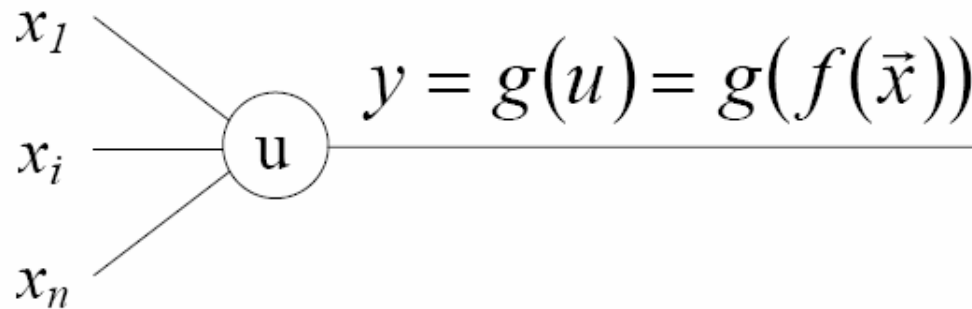 x₁
y = g(u) = g(f(x⃗))
xᵢ
u
xₙ